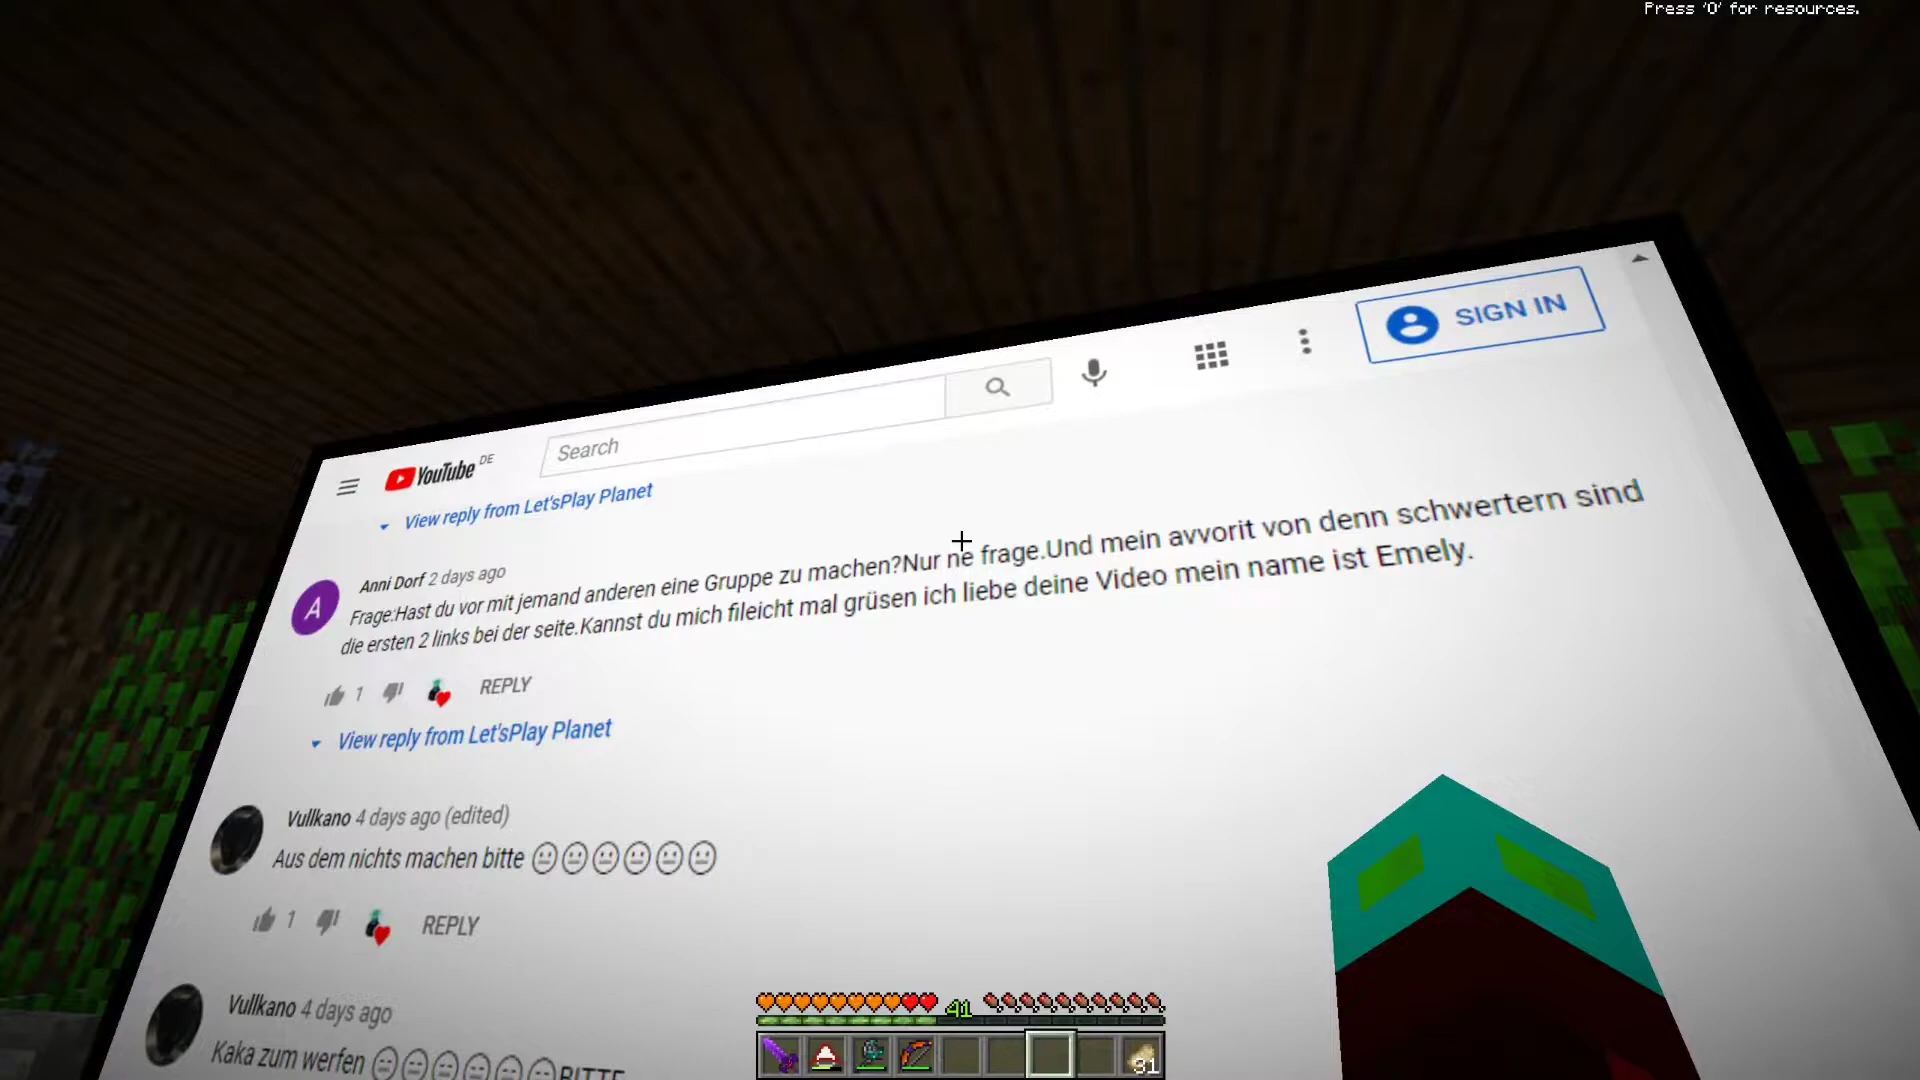 Press 'O' for resources.
SIGN IN
YouTube DE
Search
View reply from Let'sPlay Planet
A
Anni Dorf 2 days ago
Frage:Hast du vor mit jemand anderen eine Gruppe zu machen?Nur ne frage.Und mein avvorit von denn schwertern sind
die ersten 2 links bei der seite.Kannst du mich fileicht mal grüsen ich liebe deine Video mein name ist Emely.
1 REPLY
View reply from Let'sPlay Planet
Vullkano 4 days ago (edited)
Aus dem nichts machen bitte 😐😐😐😐😐😐
1 REPLY
Vullkano 4 days ago
Kaka zum werfen 😑😑😑😑😑😑BITTE
41
31